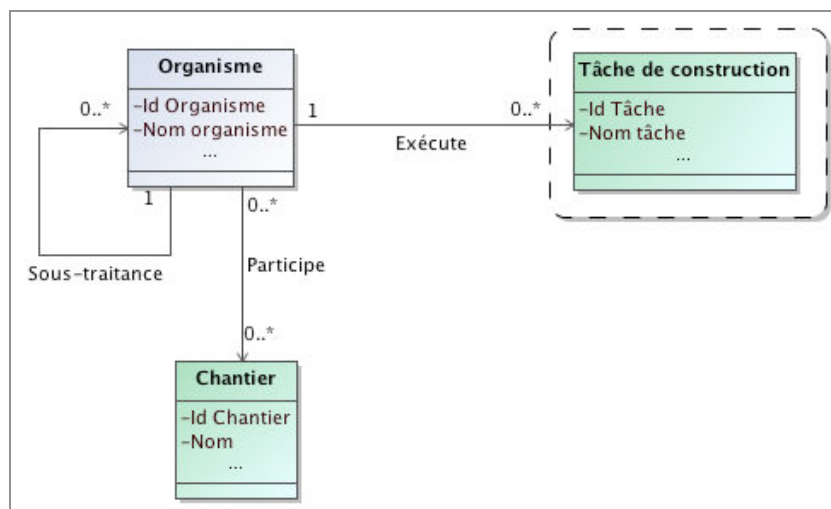 Organisme
-Id Organisme
-Nom organisme
...
Tâche de construction
-Id Tâche
-Nom tâche
...
0..*
1
0..*
Exécute
1
Sous-traitance
0..*
Participe
0..*
Chantier
-Id Chantier
-Nom
...